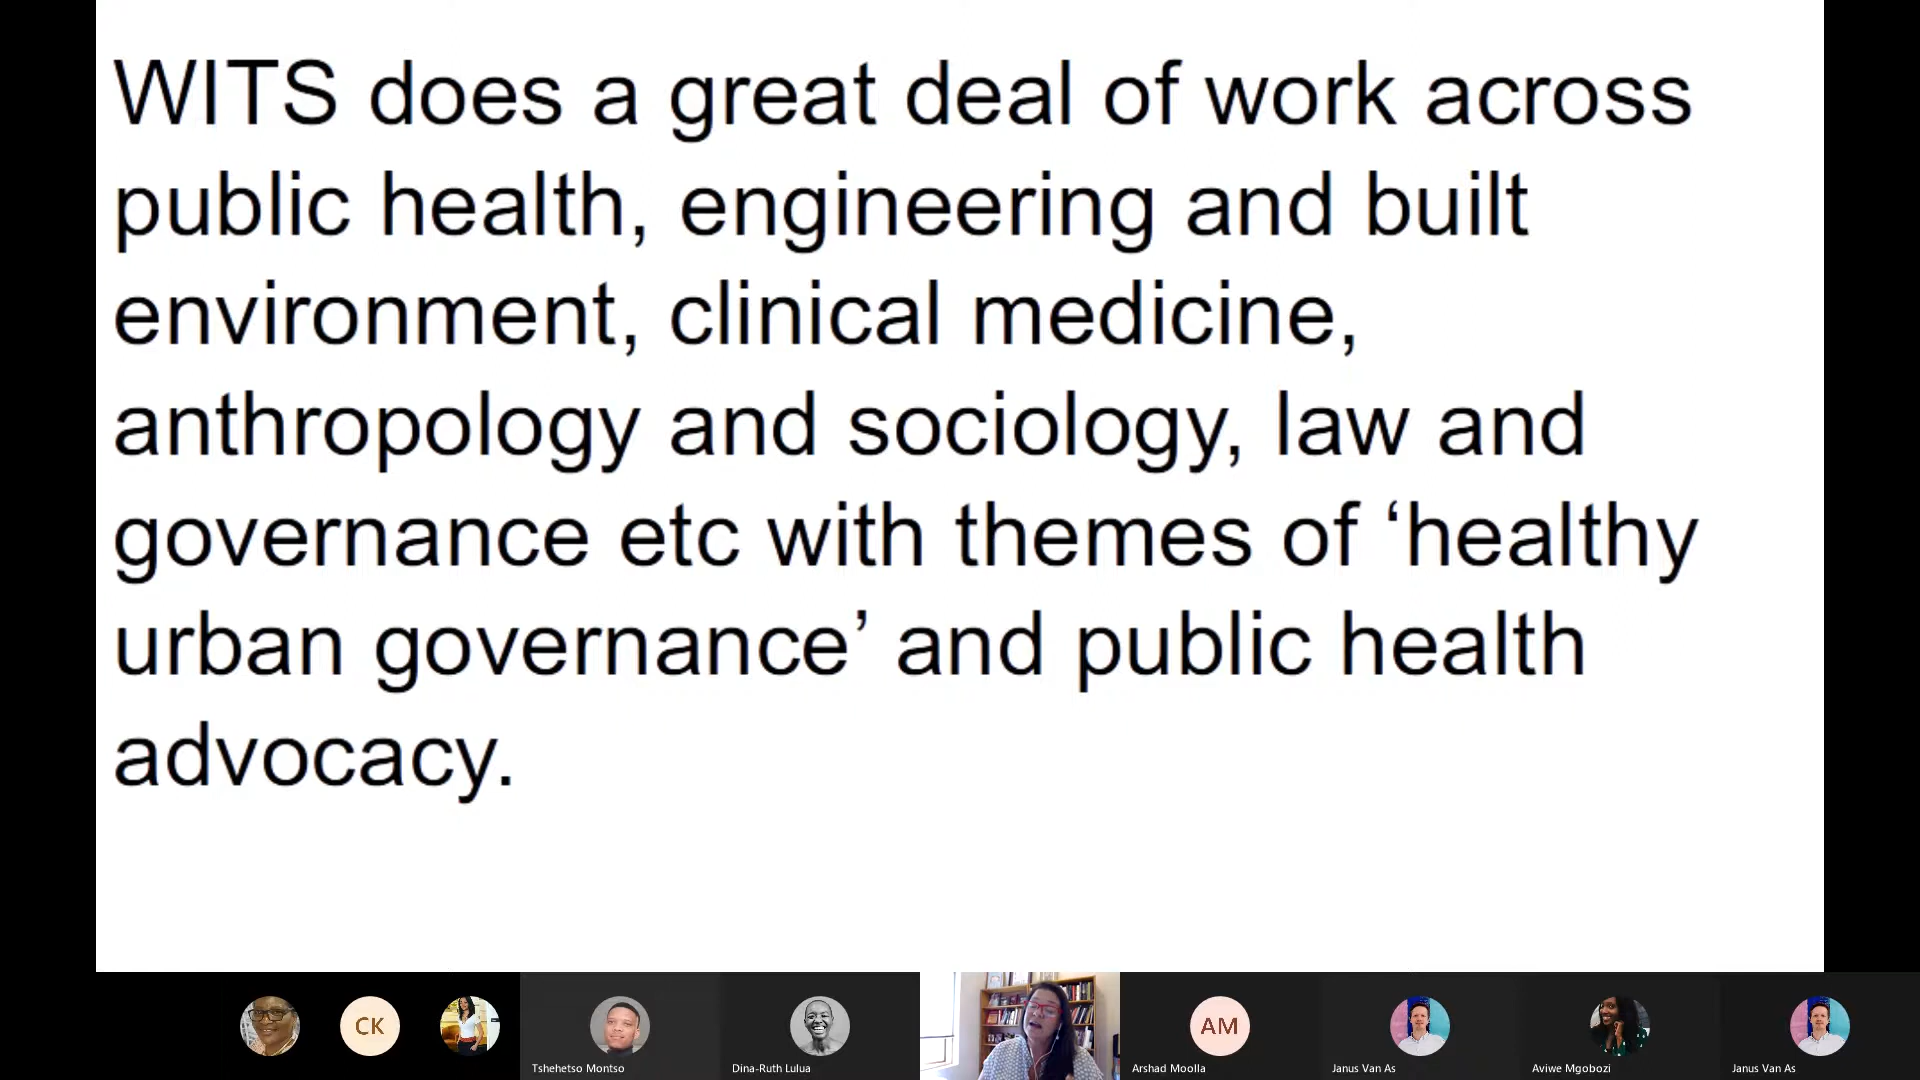 WITS does a great deal of work across
public health, engineering and built
environment, clinical medicine,
anthropology and sociology, law and
governance etc with themes of ‘healthy
urban governance’ and public health
advocacy.
CK
AM
Tshehetso Montso
Dina-Ruth Lulua
Arshad Moolla
Janus Van As
Aviwe Mgobozi
Janus Van As